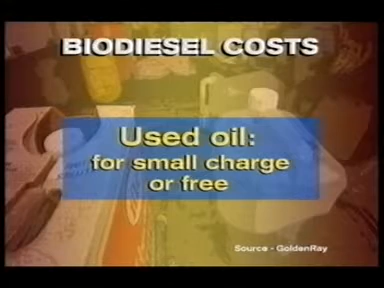 BIODIESEL COSTS
Used oil:
for small charge
or free
Source - GoldenRay